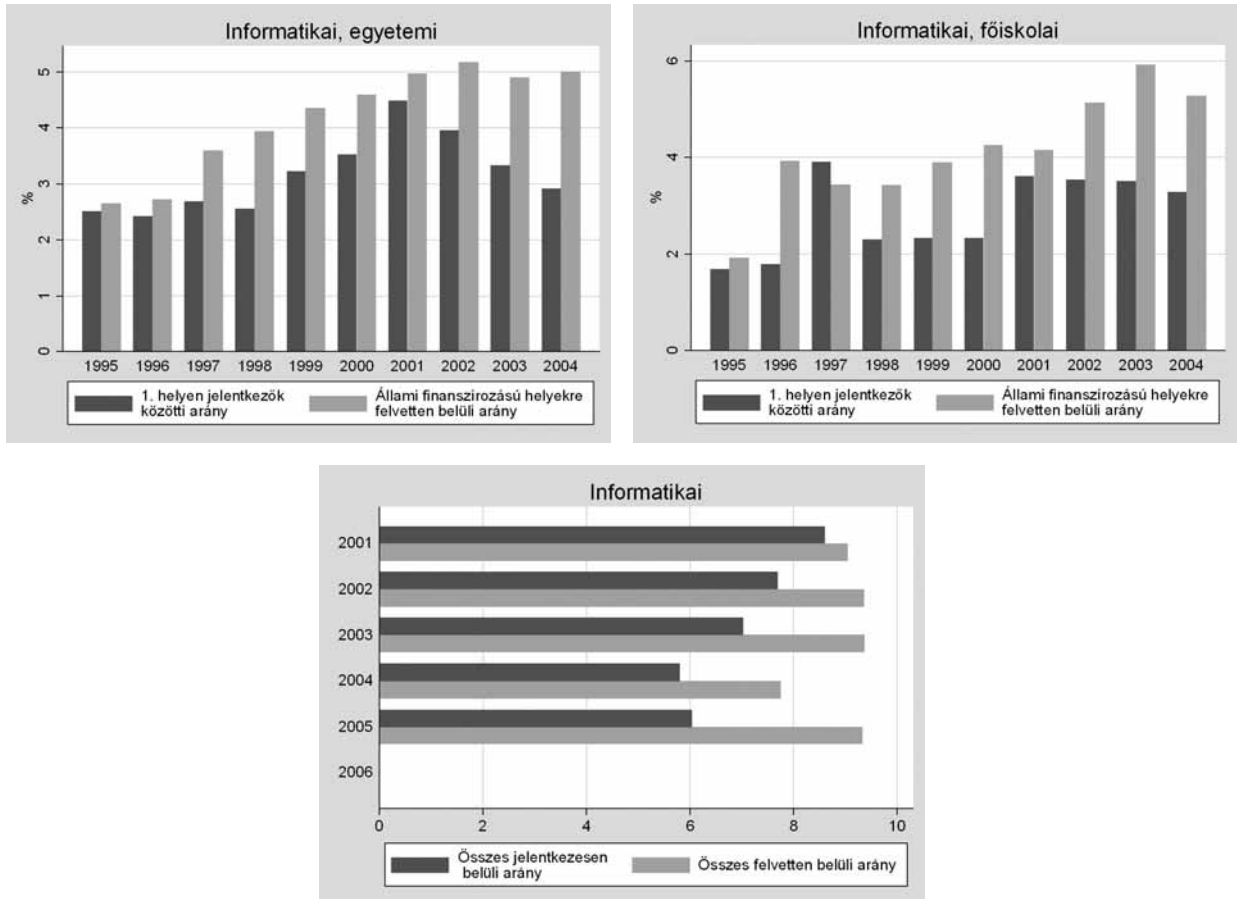 Informatikai, egyetemi
%
5
4
3
2
1
0
1995 1996 1997 1998 1999 2000 2001 2002 2003 2004
1. helyen jelentkezők
közötti arány
Állami finanszírozású helyekre
felvetten belüli arány
Informatikai, főiskolai
%
6
4
2
0
1995 1996 1997 1998 1999 2000 2001 2002 2003 2004
1. helyen jelentkezők
közötti arány
Állami finanszírozású helyekre
felvetten belüli arány
Informatikai
2001
2002
2003
2004
2005
2006
0 2 4 6 8 10
Összes jelentkezesen
belüli arány
Összes felvetten belüli arány